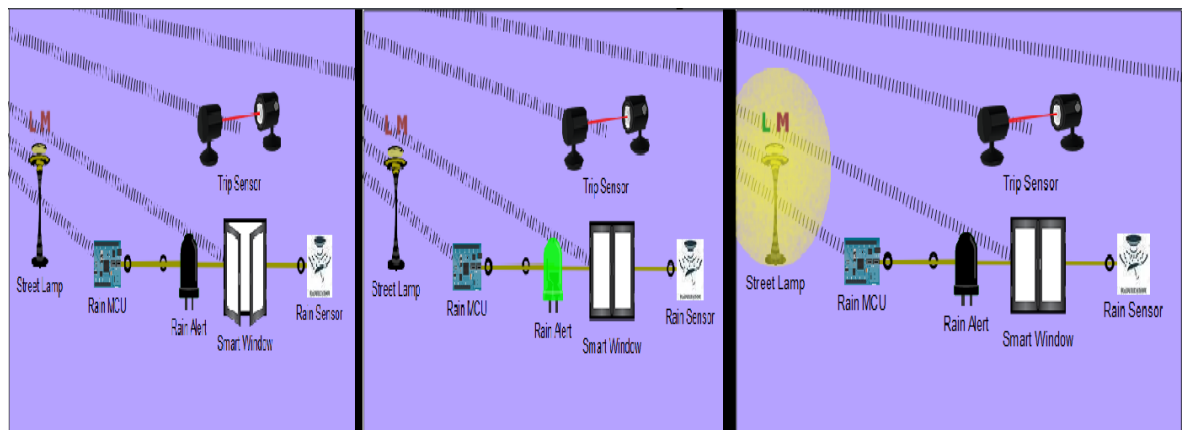 L M
Trip Sensor
Street Lamp
Rain MCU
Rain Alert
Smart Window
Rain Sensor
L M
Trip Sensor
Street Lamp
Rain MCU
Rain Alert
Smart Window
Rain Sensor
L M
Trip Sensor
Street Lamp
Rain MCU
Rain Alert
Smart Window
Rain Sensor